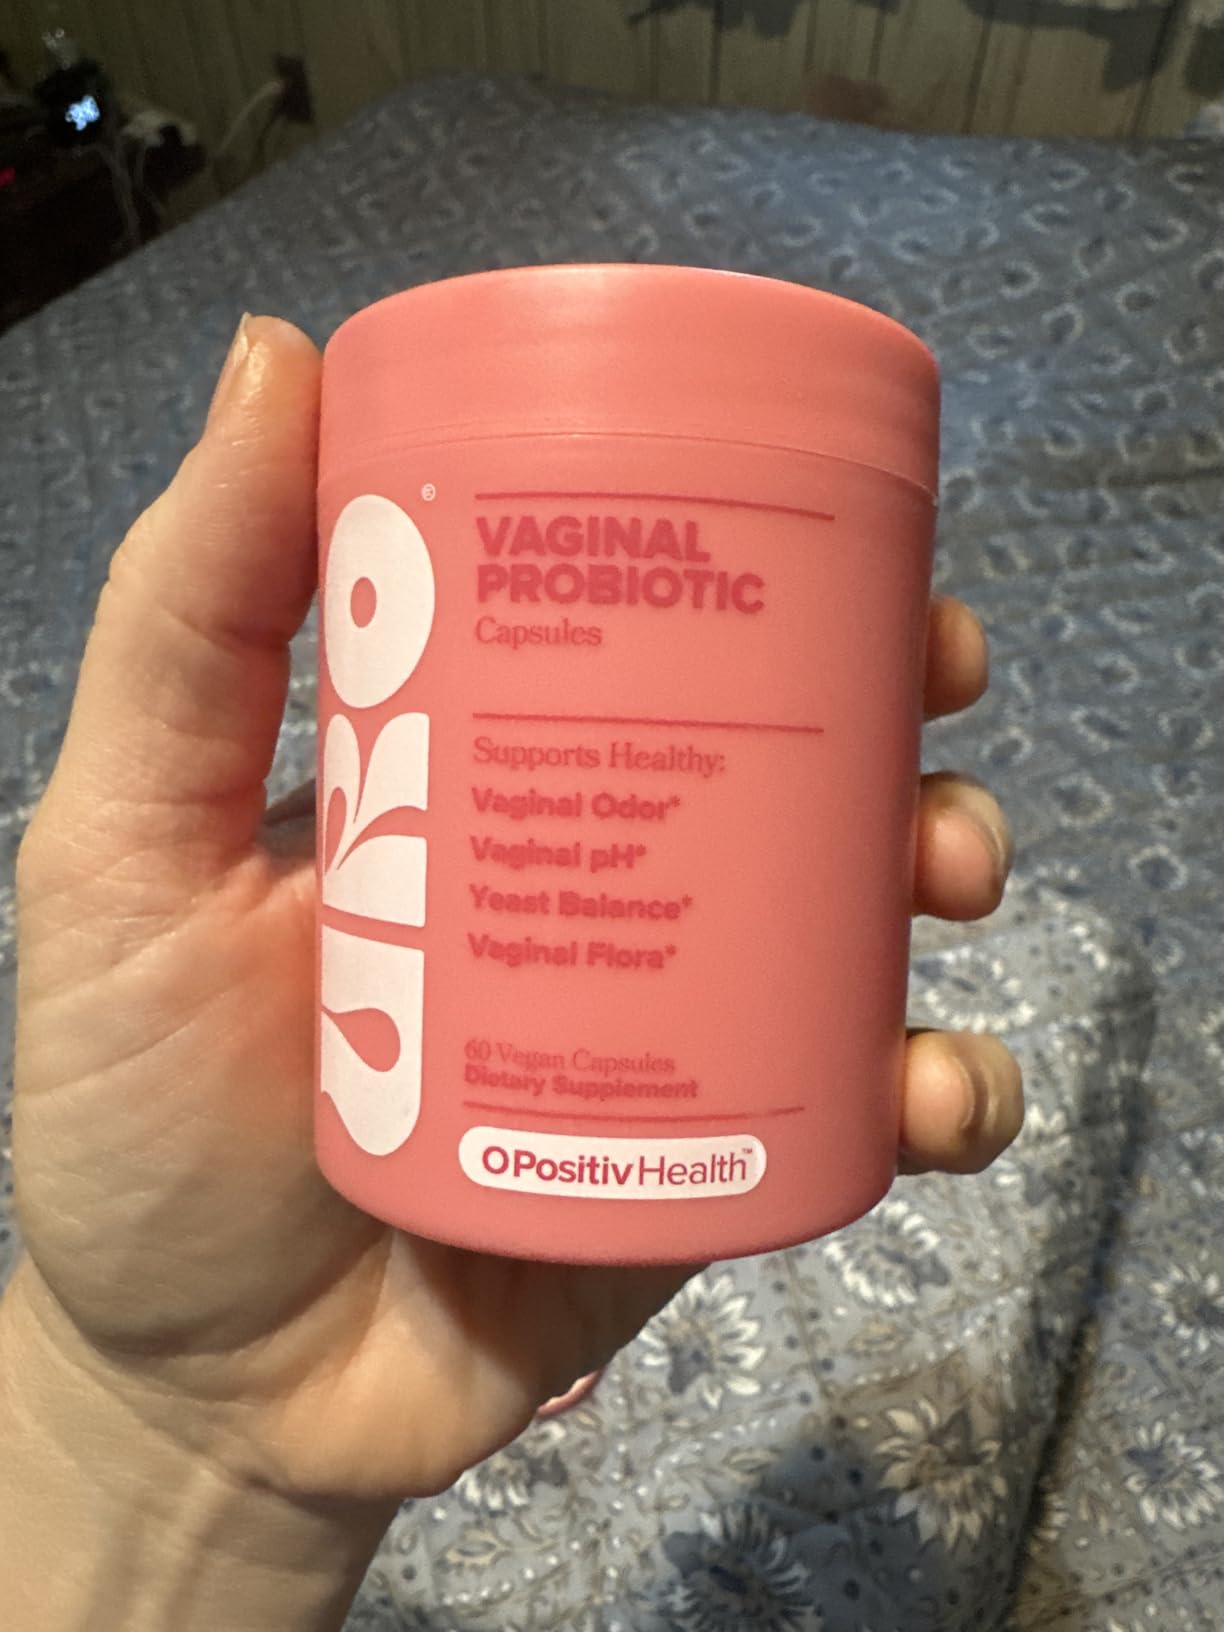 URO®
VAGINAL
PROBIOTIC
Capsules
Supports Healthy:
Vaginal Odor*
Vaginal pH*
Yeast Balance*
Vaginal Flora*
60 Vegan Capsules
Dietary Supplement
OPositivHealth™